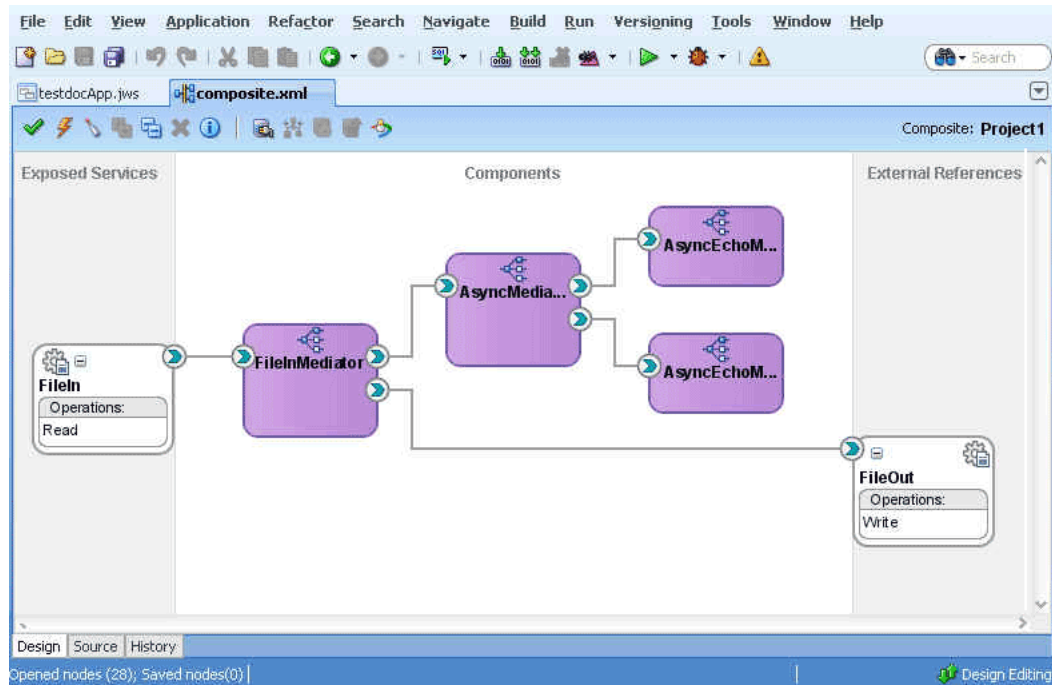 File Edit View Application Refactor Search Navigate Build Run Versioning Tools Window Help
Search
testdocApp.jws composite.xml
Composite: Project1
Exposed Services Components External References
AsyncEchoM...
AsyncMedia...
FileInMediator
AsyncEchoM...
FileIn
Operations:
Read
FileOut
Operations:
Write
Design Source History
Opened nodes (28); Saved nodes(0) Design Editing